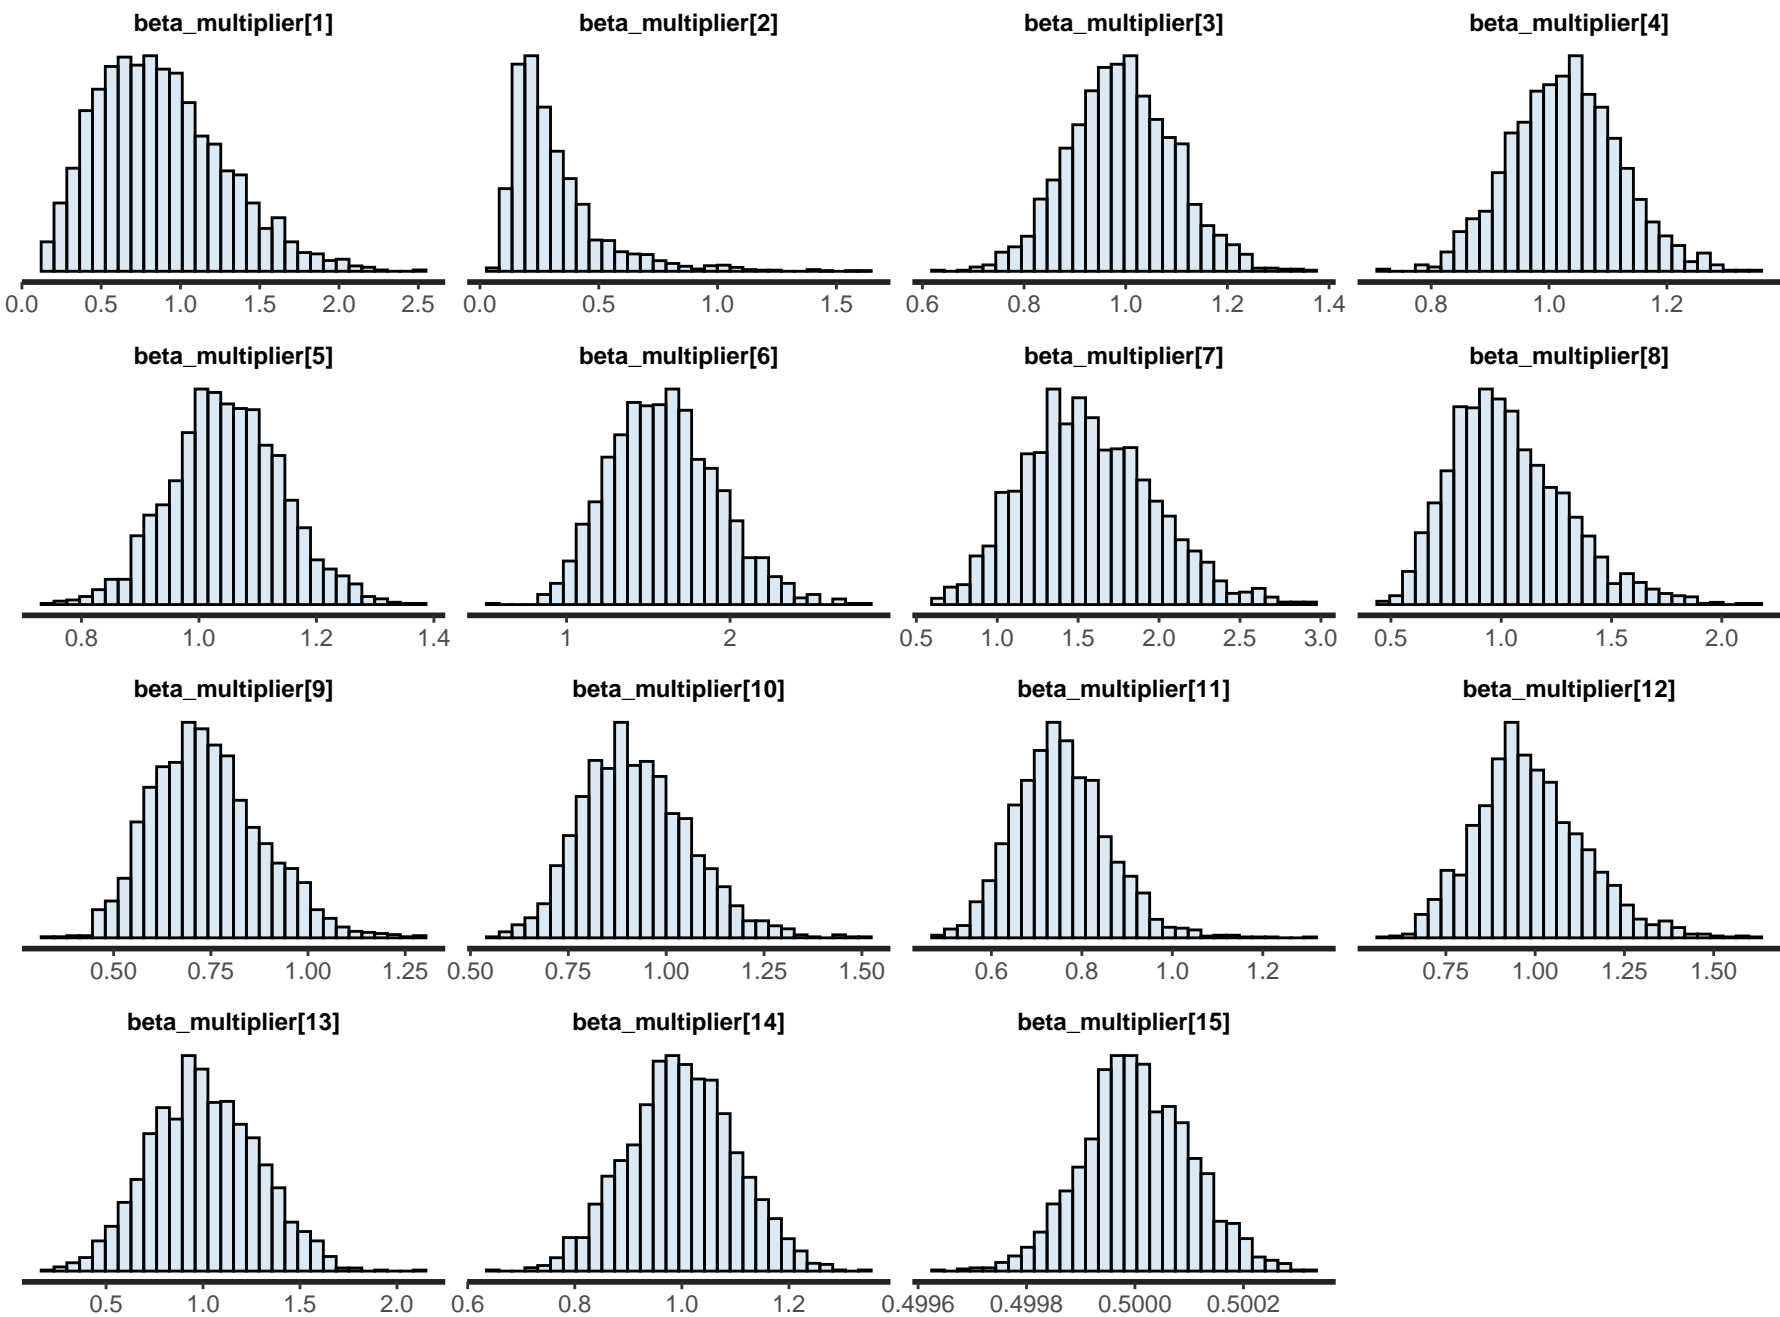 beta_multiplier[1] beta_multiplier[2] beta_multiplier[3] beta_multiplier[4]
0.0 0.5 1.0 1.5 2.0 2.5 0.0 0.5 1.0 1.5 0.6 0.8 1.0 1.2 1.4 0.8 1.0 1.2
beta_multiplier[5] beta_multiplier[6] beta_multiplier[7] beta_multiplier[8]
0.8 1.0 1.2 1.4 1 2 0.5 1.0 1.5 2.0 2.5 3.0 0.5 1.0 1.5 2.0
beta_multiplier[9] beta_multiplier[10] beta_multiplier[11] beta_multiplier[12]
0.50 0.75 1.00 1.25 0.50 0.75 1.00 1.25 1.50 0.6 0.8 1.0 1.2 0.75 1.00 1.25 1.50
beta_multiplier[13] beta_multiplier[14] beta_multiplier[15]
0.5 1.0 1.5 2.0 0.6 0.8 1.0 1.2 0.4996 0.4998 0.5000 0.5002